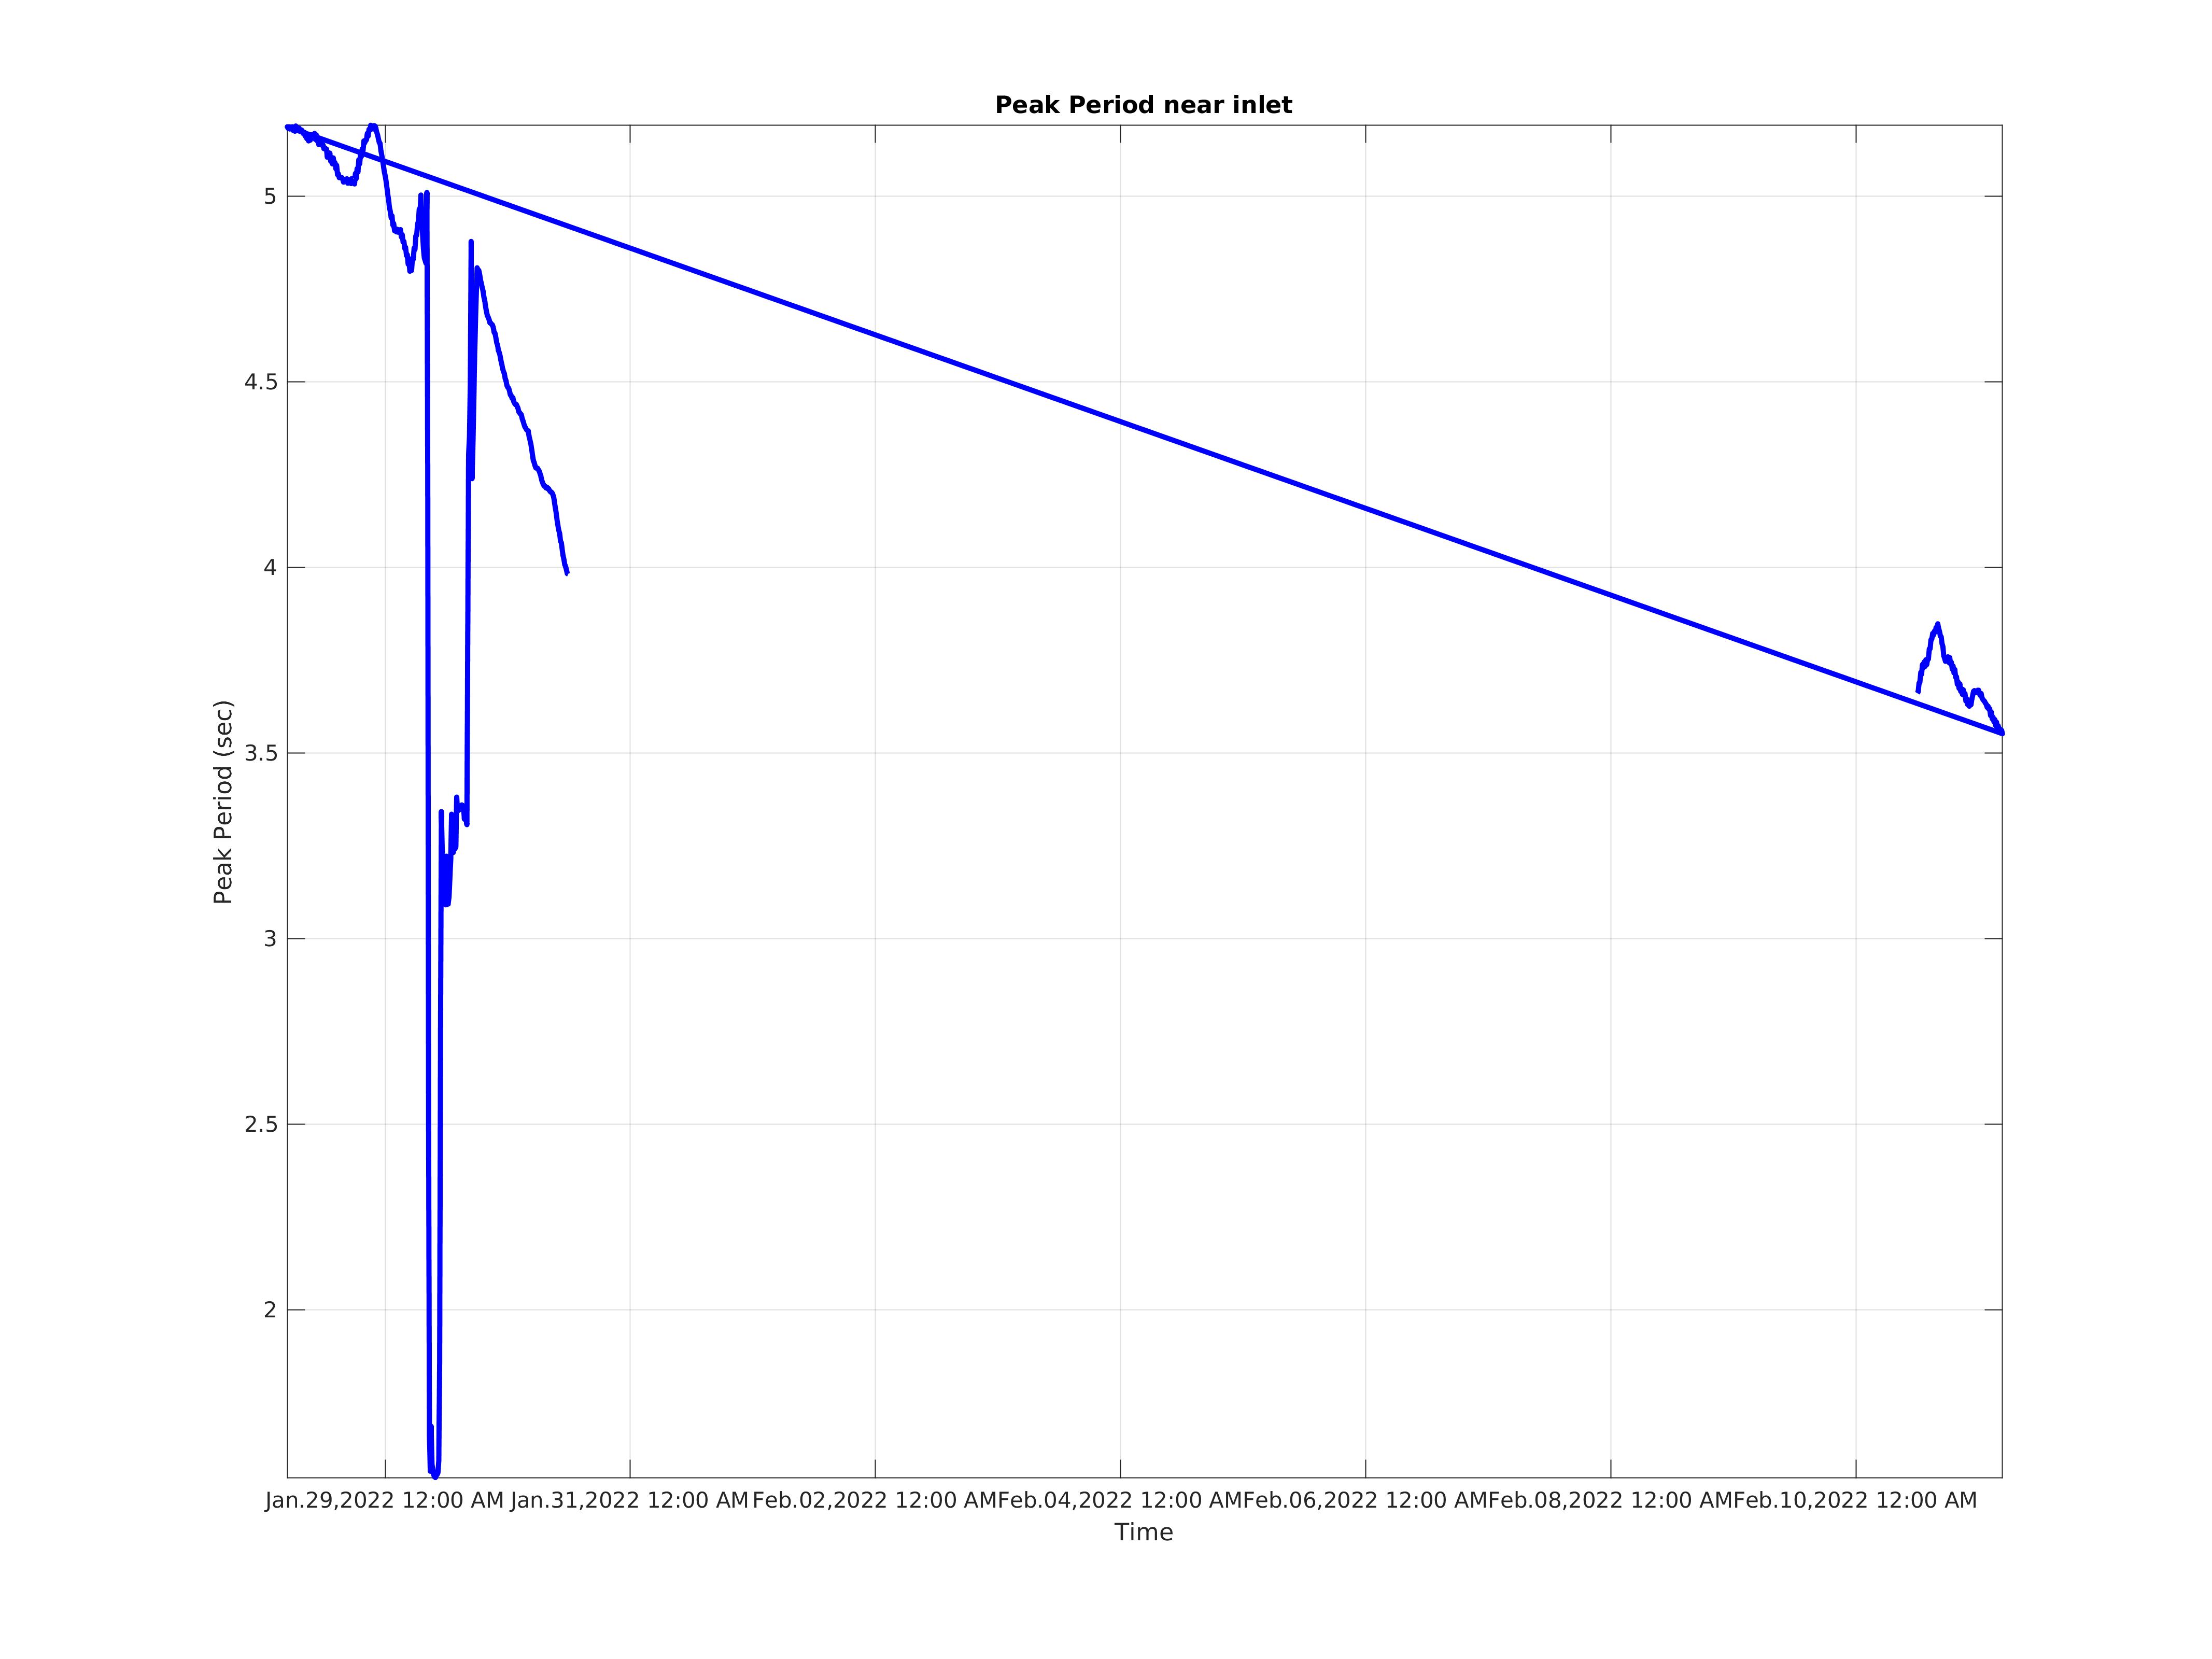 Peak Period near inlet
Peak Period (sec)
5
4.5
4
3.5
3
2.5
2
Jan.29,2022 12:00 AM Jan.31,2022 12:00 AM Feb.02,2022 12:00 AM Feb.04,2022 12:00 AM Feb.06,2022 12:00 AM Feb.08,2022 12:00 AM Feb.10,2022 12:00 AM
Time